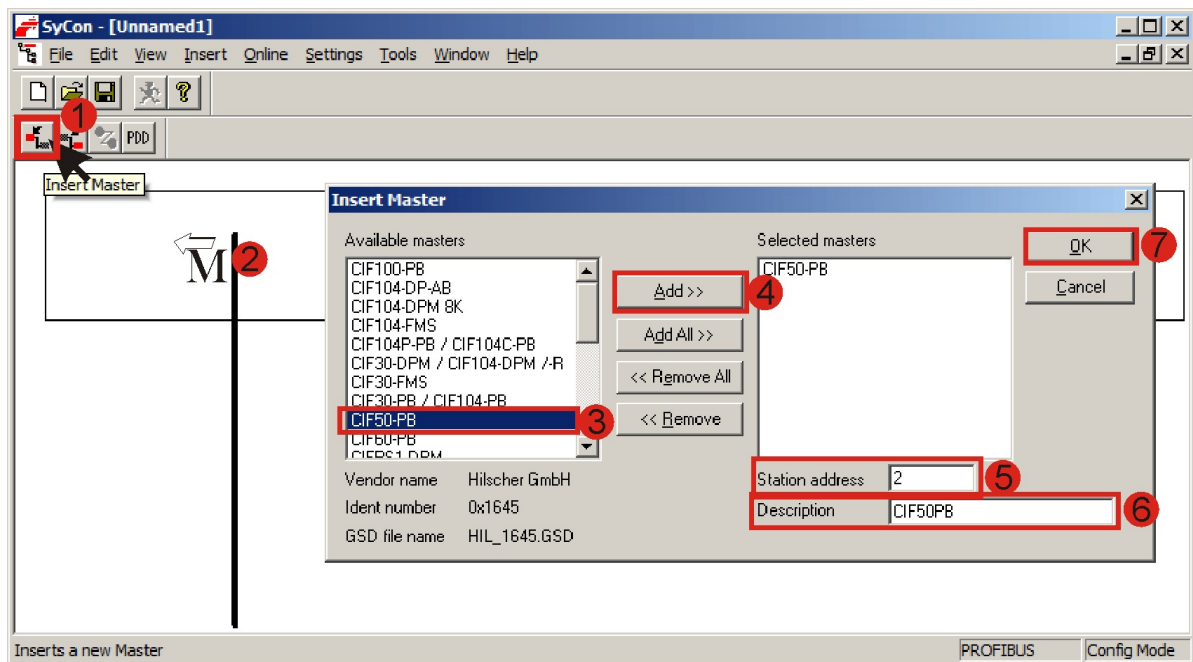 SyCon - [Unnamed1]
File Edit View Insert Online Settings Tools Window Help
1
PDD
Insert Master
M 2
Insert Master
Available masters
CIF100-PB
CIF104-DP-AB
CIF104-DPM 8K
CIF104-FMS
CIF104P-PB / CIF104C-PB
CIF30-DPM / CIF104-DPM /-R
CIF30-FMS
CIF30-PB / CIF104-PB
CIF50-PB 3
CIF60-PB
CIFPS1-DPM
Vendor name Hilscher GmbH
Ident number 0x1645
GSD file name HIL_1645.GSD
Add >> 4
Add All >>
<< Remove All
<< Remove
Selected masters
CIF50-PB
Station address 2 5
Description CIF50PB 6
OK 7
Cancel
Inserts a new Master PROFIBUS Config Mode